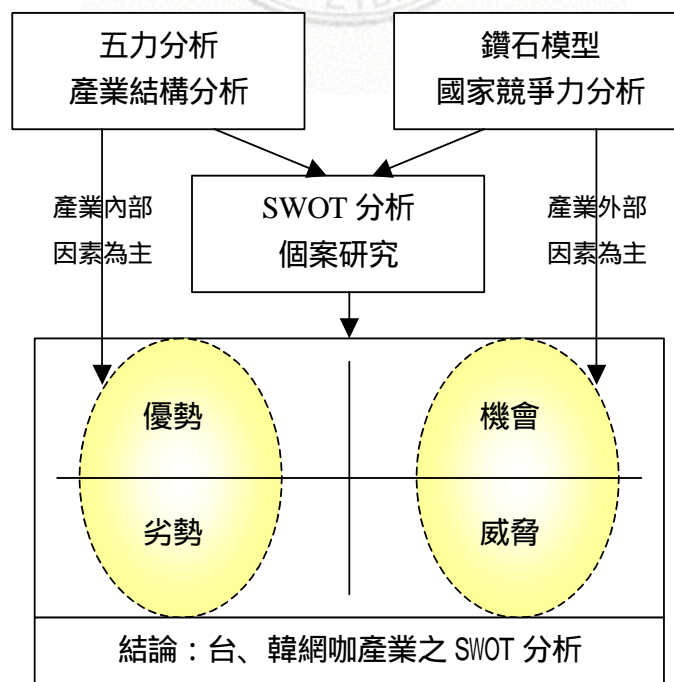 五力分析
產業結構分析
鑽石模型
國家競爭力分析
產業內部
因素為主
SWOT 分析
個案研究
產業外部
因素為主
優勢
機會
劣勢
威脅
結論：台、韓網咖產業之 SWOT 分析